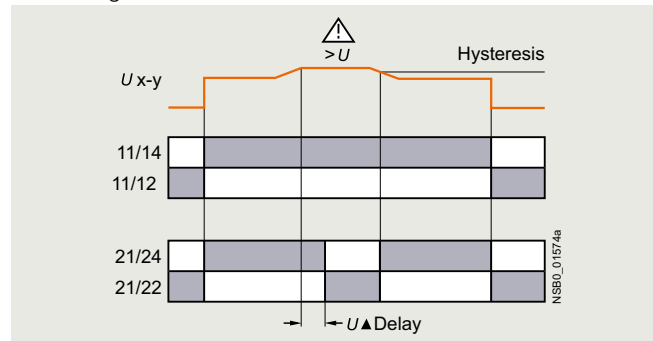 >U
Hysteresis
U x-y
11/14
11/12
21/24
21/22
U▲Delay
NSB0_01574a